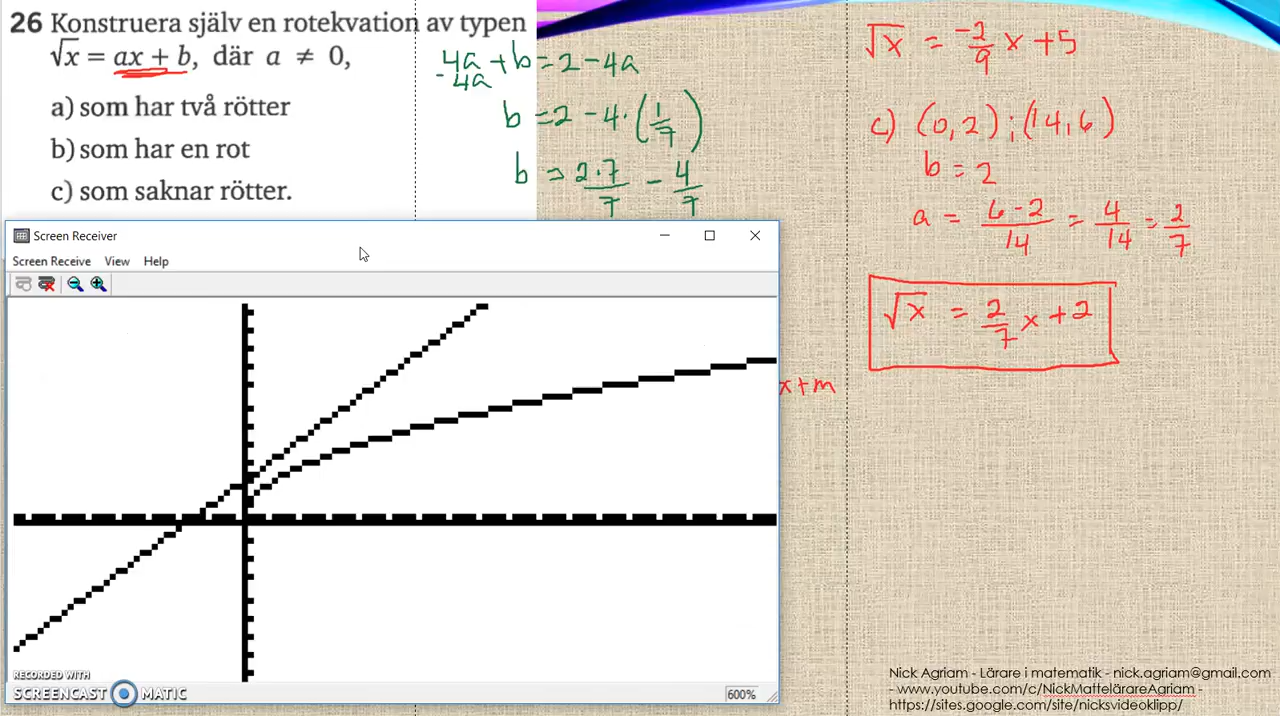 26 Konstruera själv en rotekvation av typen
√x = ax + b, där a ≠ 0,
a) som har två rötter
b) som har en rot
c) som saknar rötter.
4a + b = 2 - 4a
-4a
b = 2 - 4 · (1/7)
b = 2·7/7 - 4/7
Screen Receiver
Screen Receive View Help
RECORDED WITH
SCREENCAST MATIC
600%
x+m
√x = -2/9 x + 5
c) (0,2) ; (14,6)
b = 2
a = 6-2/14 = 4/14 = 2/7
√x = 2/7 x + 2
Nick Agriam - Lärare i matematik - nick.agriam@gmail.com
- www.youtube.com/c/NickMattelärareAgriam -
https://sites.google.com/site/nicksvideoklipp/